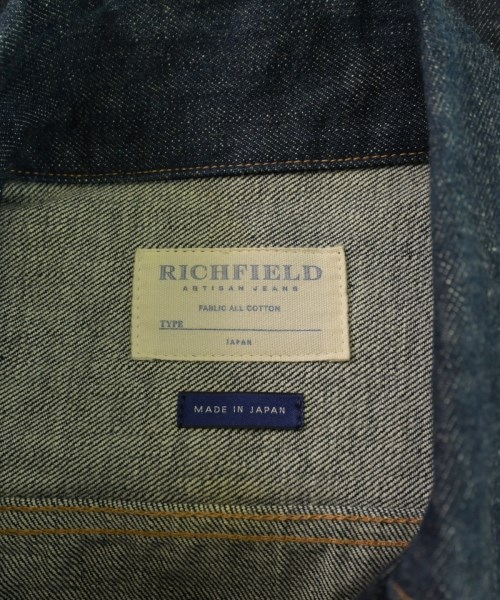 RICHFIELD
ARTISAN JEANS
FABLIC ALL COTTON
TYPE
JAPAN
MADE IN JAPAN